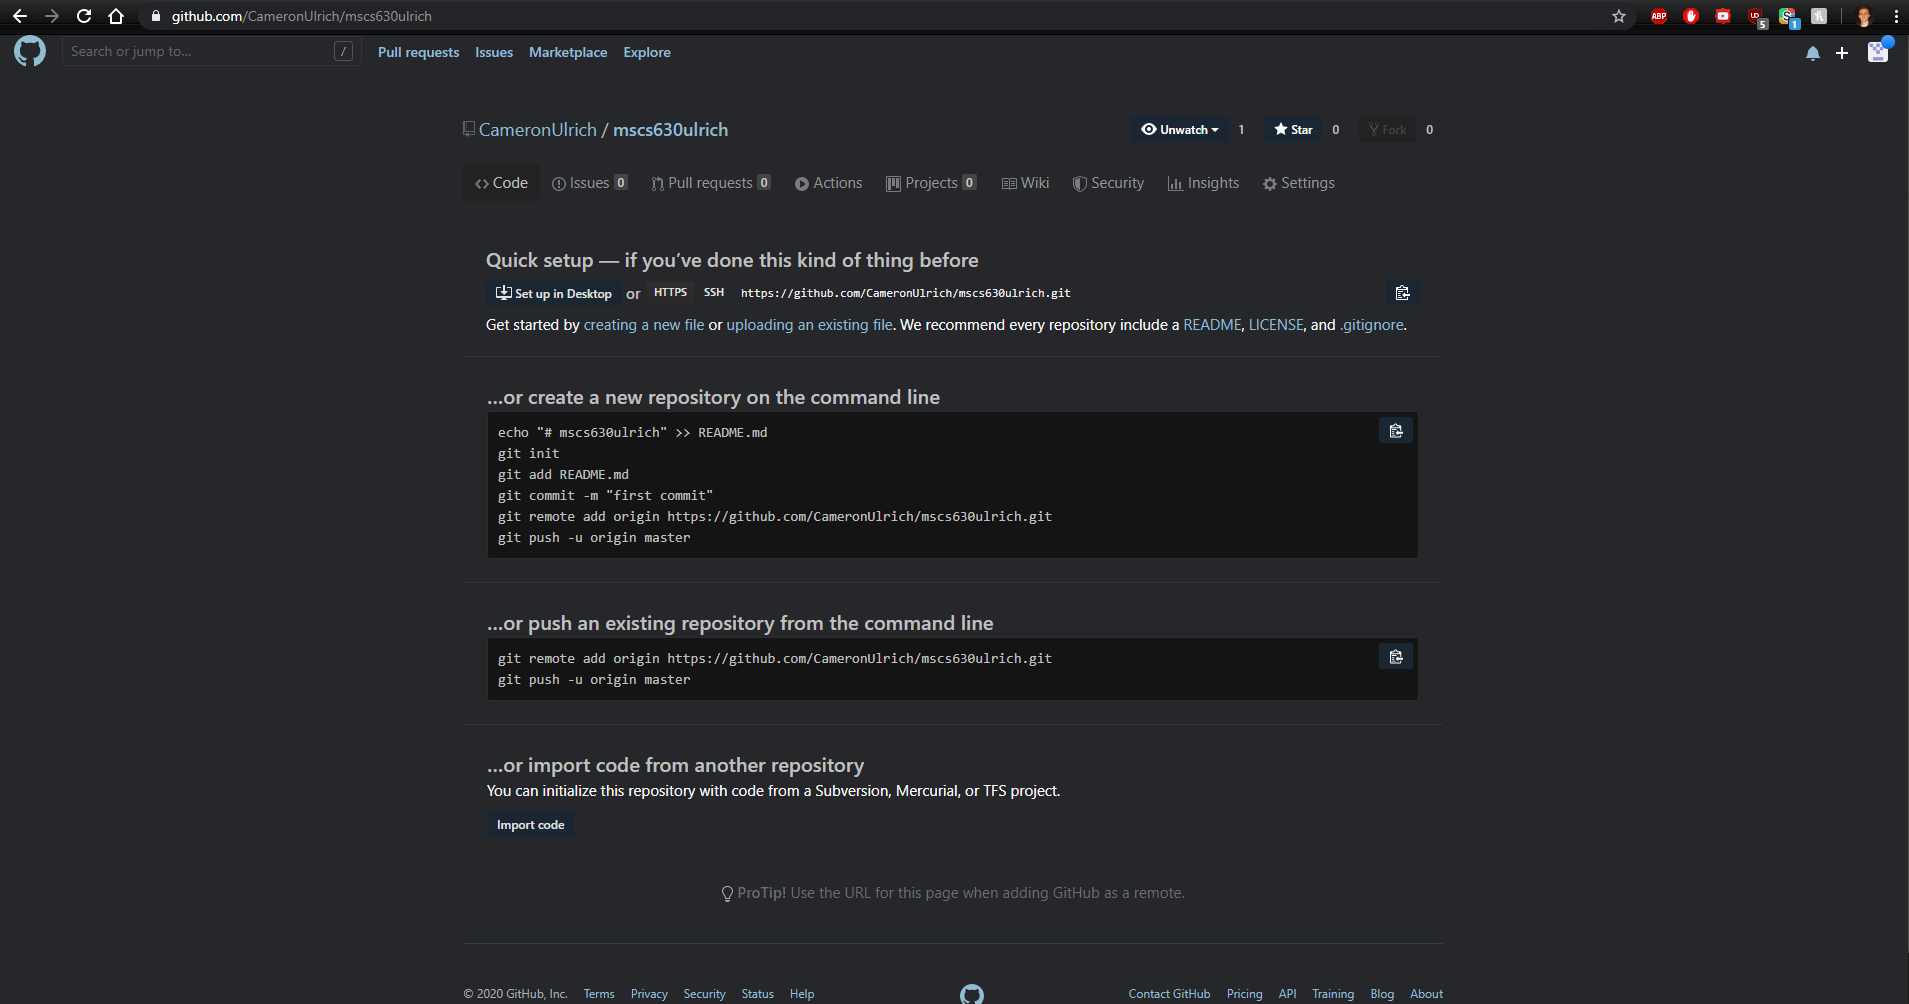 github.com/CameronUlrich/mscs630ulrich
ABP
5
1
Search or jump to...
/
Pull requests
Issues
Marketplace
Explore
CameronUlrich / mscs630ulrich
Unwatch
1
Star
0
Fork
0
Code
Issues 0
Pull requests 0
Actions
Projects 0
Wiki
Security
Insights
Settings
Quick setup — if you’ve done this kind of thing before
Set up in Desktop or HTTPS SSH https://github.com/CameronUlrich/mscs630ulrich.git
Get started by creating a new file or uploading an existing file. We recommend every repository include a README, LICENSE, and .gitignore.
…or create a new repository on the command line
echo "# mscs630ulrich" >> README.md
git init
git add README.md
git commit -m "first commit"
git remote add origin https://github.com/CameronUlrich/mscs630ulrich.git
git push -u origin master
…or push an existing repository from the command line
git remote add origin https://github.com/CameronUlrich/mscs630ulrich.git
git push -u origin master
…or import code from another repository
You can initialize this repository with code from a Subversion, Mercurial, or TFS project.
Import code
ProTip! Use the URL for this page when adding GitHub as a remote.
© 2020 GitHub, Inc.
Terms
Privacy
Security
Status
Help
Contact GitHub
Pricing
API
Training
Blog
About